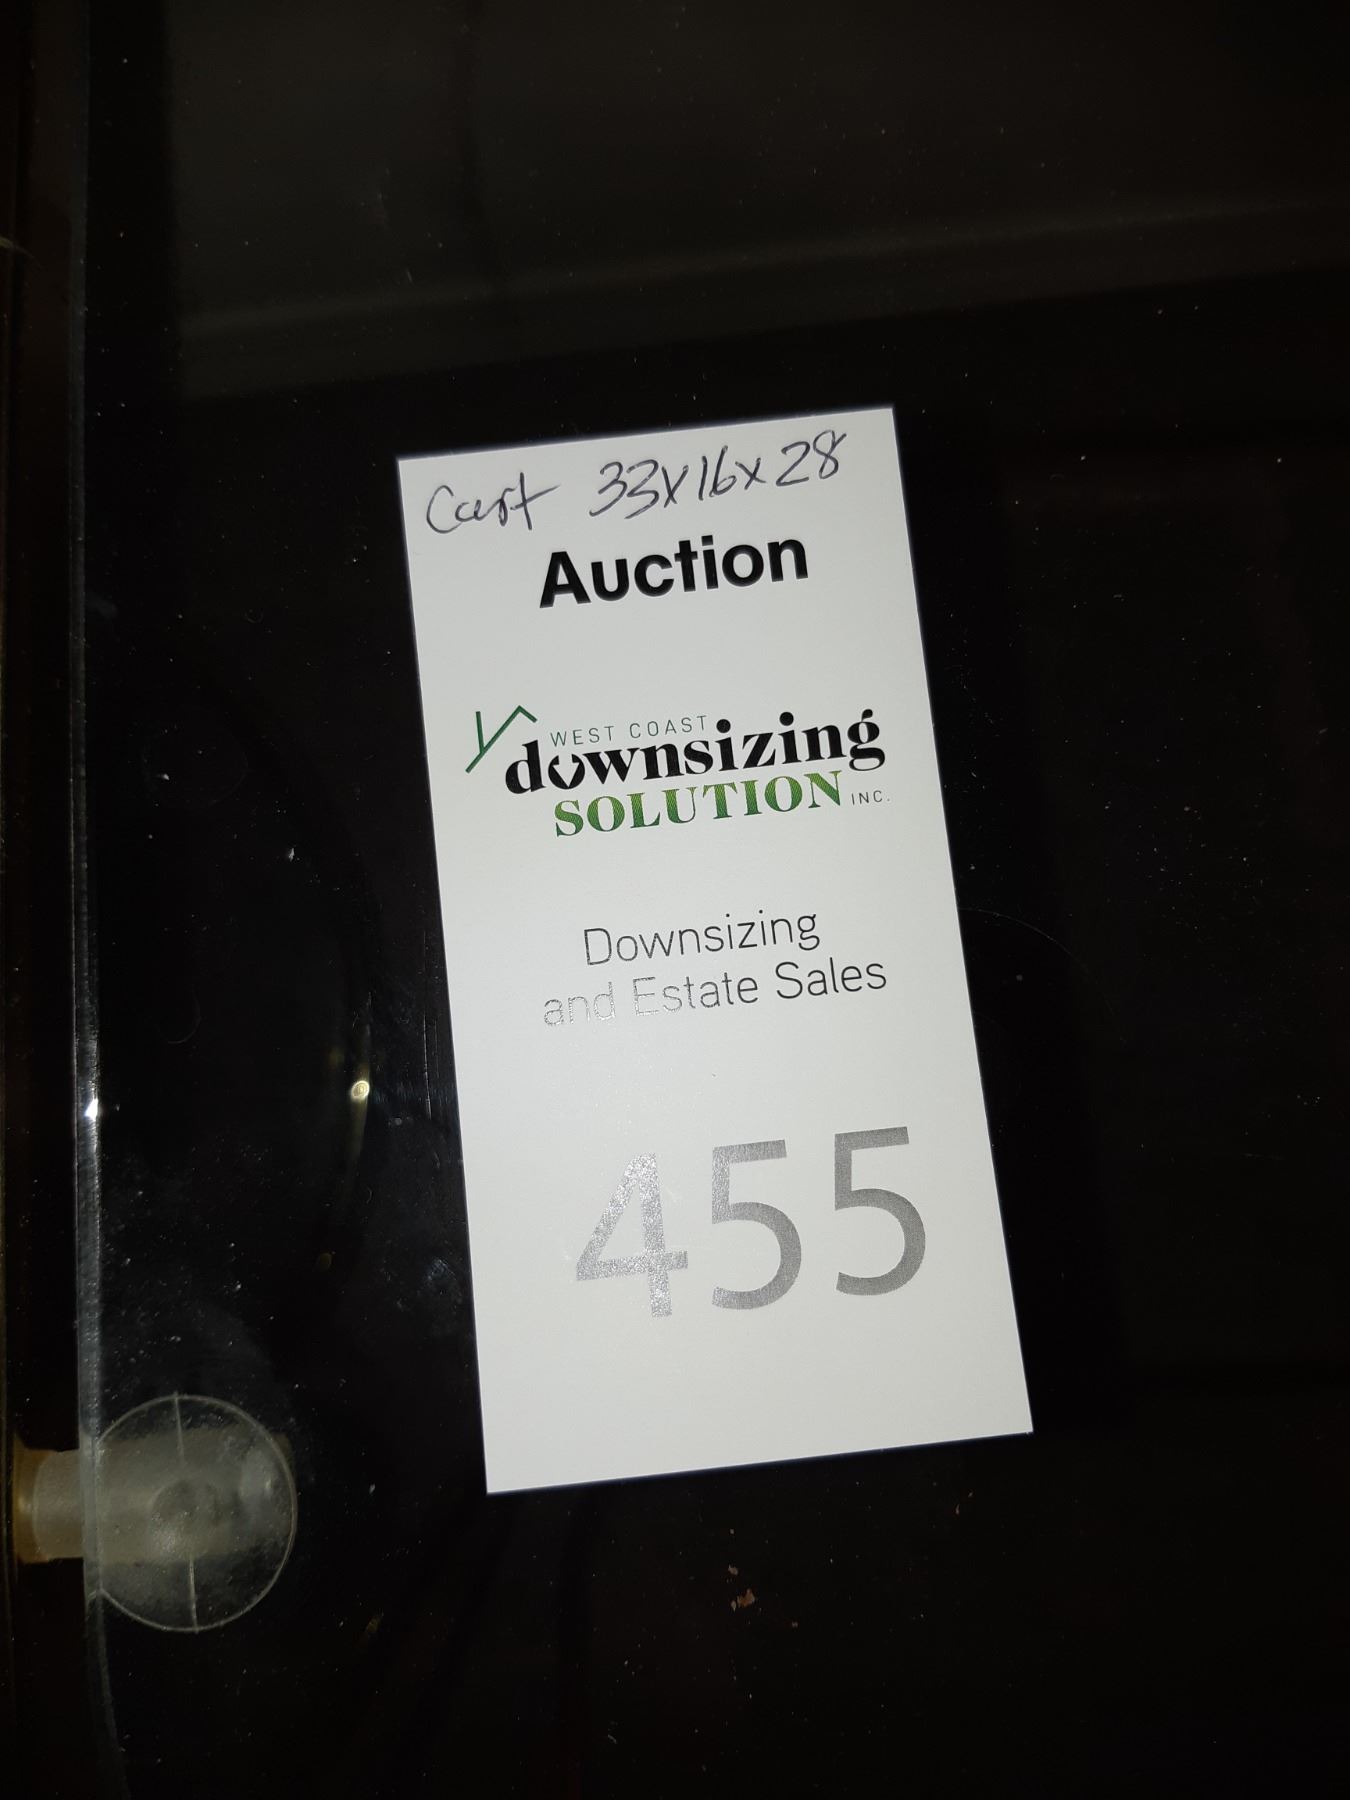 Cart 33x16x28
Auction
WEST COAST
downsizing
SOLUTION INC.
Downsizing
and Estate Sales
455